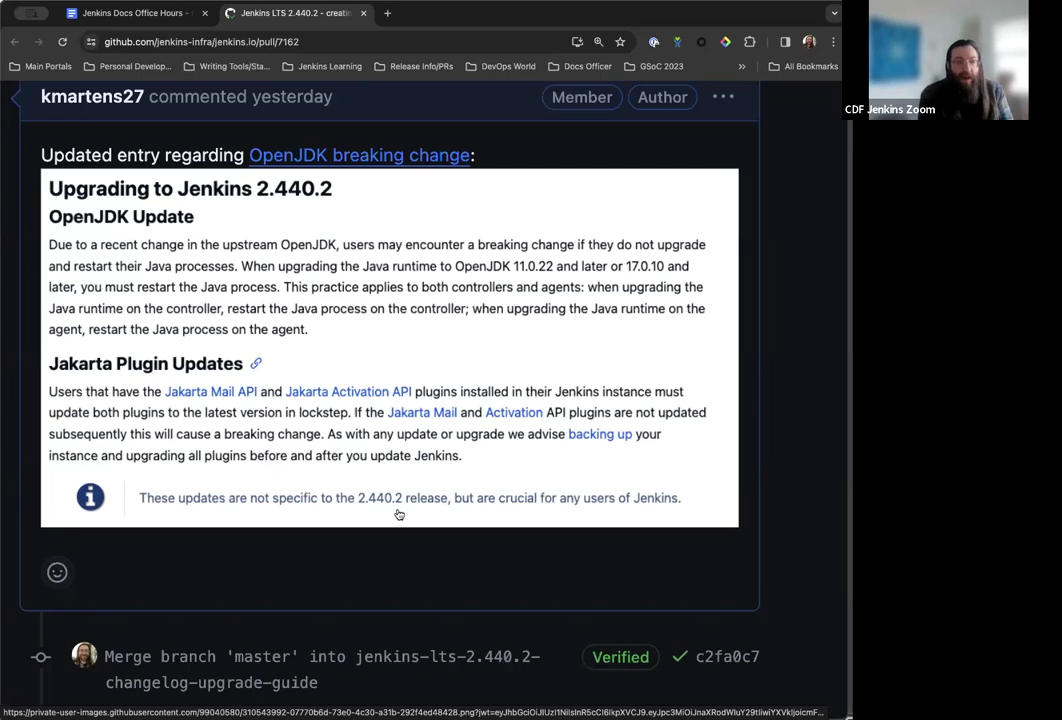 Jenkins Docs Office Hours -
Jenkins LTS 2.440.2 - creatin
github.com/jenkins-infra/jenkins.io/pull/7162
Main Portals
Personal Develop...
Writing Tools/Sta...
Jenkins Learning
Release Info/PRs
DevOps World
Docs Officer
GSoC 2023
»
All Bookmarks
CDF Jenkins Zoom
kmartens27 commented yesterday
Member
Author
Updated entry regarding OpenJDK breaking change:
Upgrading to Jenkins 2.440.2
OpenJDK Update
Due to a recent change in the upstream OpenJDK, users may encounter a breaking change if they do not upgrade
and restart their Java processes. When upgrading the Java runtime to OpenJDK 11.0.22 and later or 17.0.10 and
later, you must restart the Java process. This practice applies to both controllers and agents: when upgrading the
Java runtime on the controller, restart the Java process on the controller; when upgrading the Java runtime on the
agent, restart the Java process on the agent.
Jakarta Plugin Updates
Users that have the Jakarta Mail API and Jakarta Activation API plugins installed in their Jenkins instance must
update both plugins to the latest version in lockstep. If the Jakarta Mail and Activation API plugins are not updated
subsequently this will cause a breaking change. As with any update or upgrade we advise backing up your
instance and upgrading all plugins before and after you update Jenkins.
These updates are not specific to the 2.440.2 release, but are crucial for any users of Jenkins.
Merge branch 'master' into jenkins-lts-2.440.2-
changelog-upgrade-guide
Verified
c2fa0c7